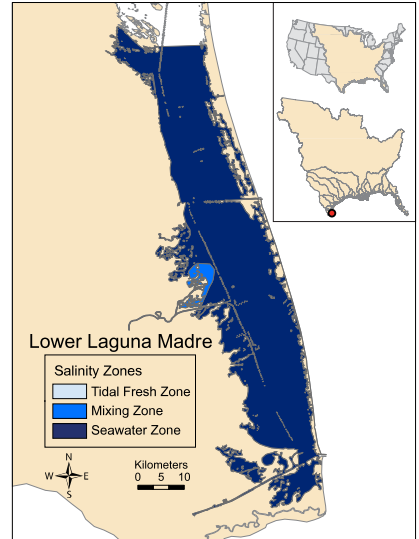 Lower Laguna Madre
Salinity Zones
Tidal Fresh Zone
Mixing Zone
Seawater Zone
N
W E
S
Kilometers
0 5 10